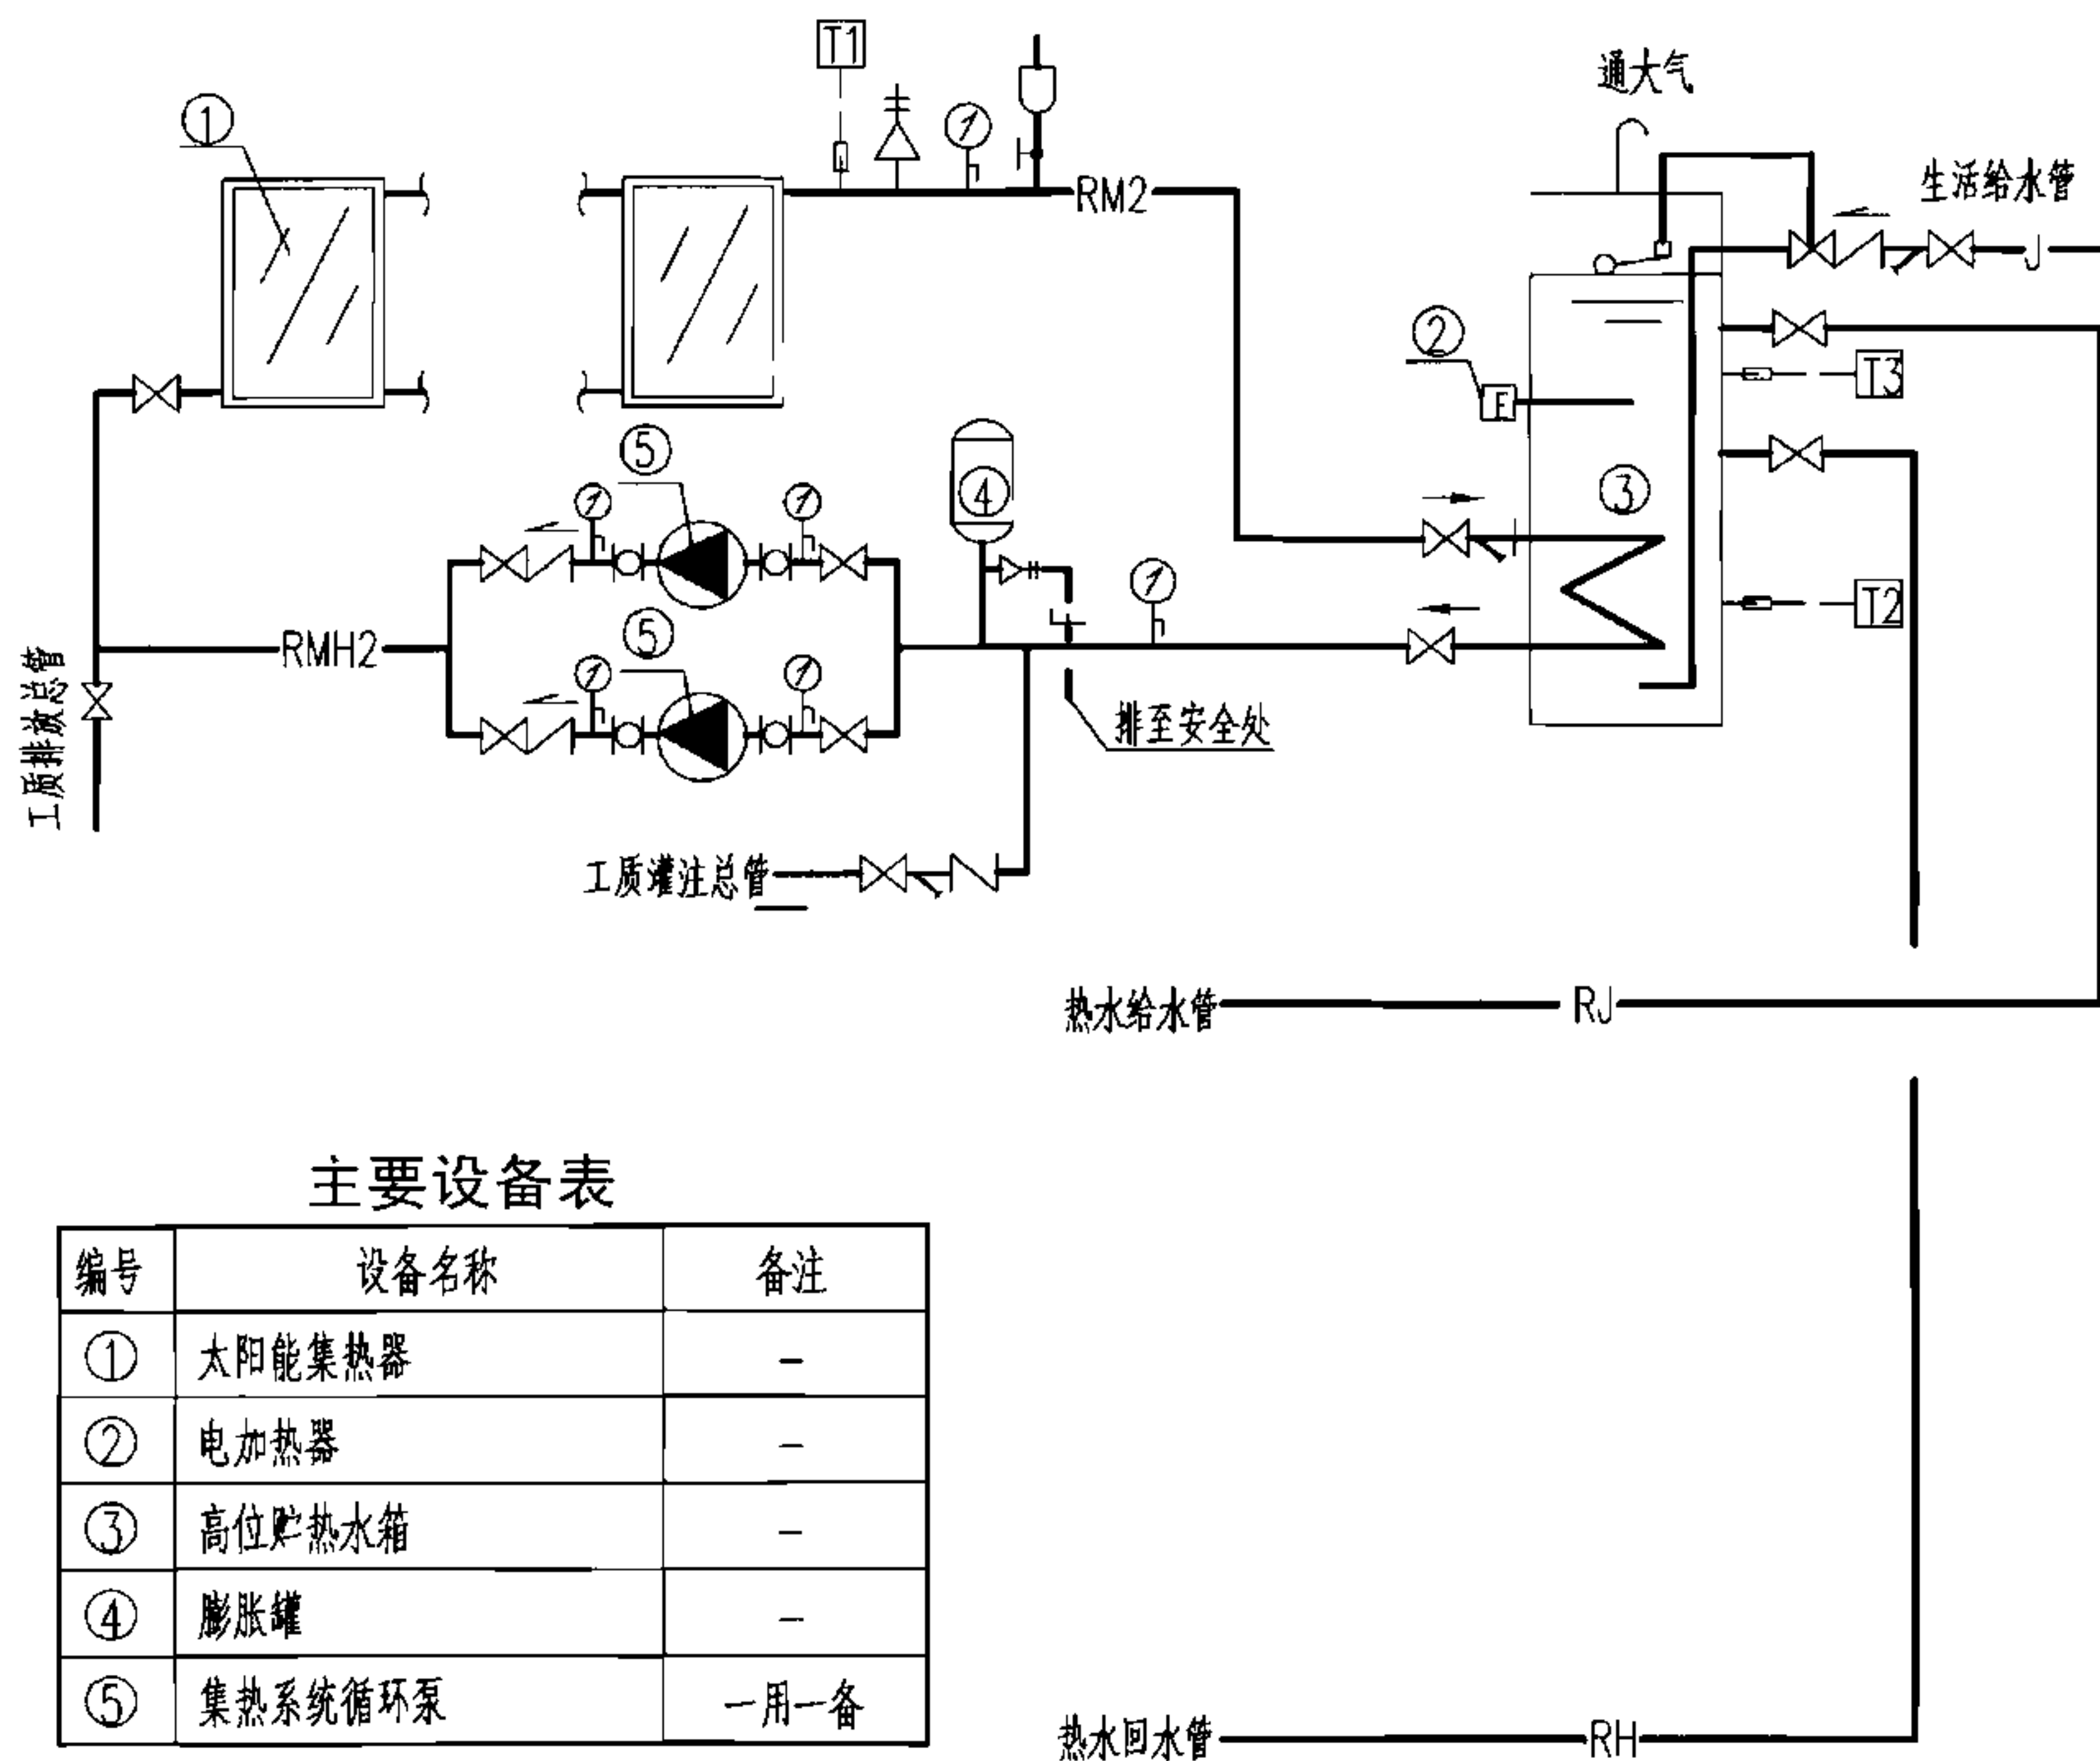 T1
通大气
①
生活给水管
RM2
J
②
T3
E
⑤
④
③
T2
RMH2
⑤
工质排放总管
排至安全处
工质灌注总管
热水给水管 RJ
主要设备表
编号 设备名称 备注
① 太阳能集热器 –
② 电加热器 –
③ 高位贮热水箱 –
④ 膨胀罐 –
⑤ 集热系统循环泵 一用一备
热水回水管 RH